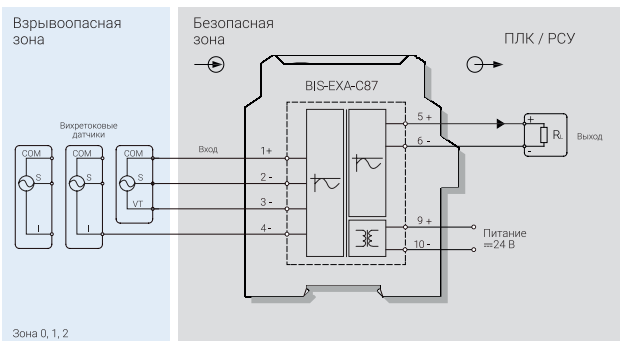 Взрывоопасная
зона
Безопасная
зона
ПЛК / РСУ
BIS-EXA-C87
Вихретоковые
датчики
COM
S
I
COM
S
I
COM
S
VT
Вход
1+
2 -
3 -
4 -
5 +
6 -
9 +
10 -
+
RL
-
Выход
Питание
⎓24 В
Зона 0, 1, 2